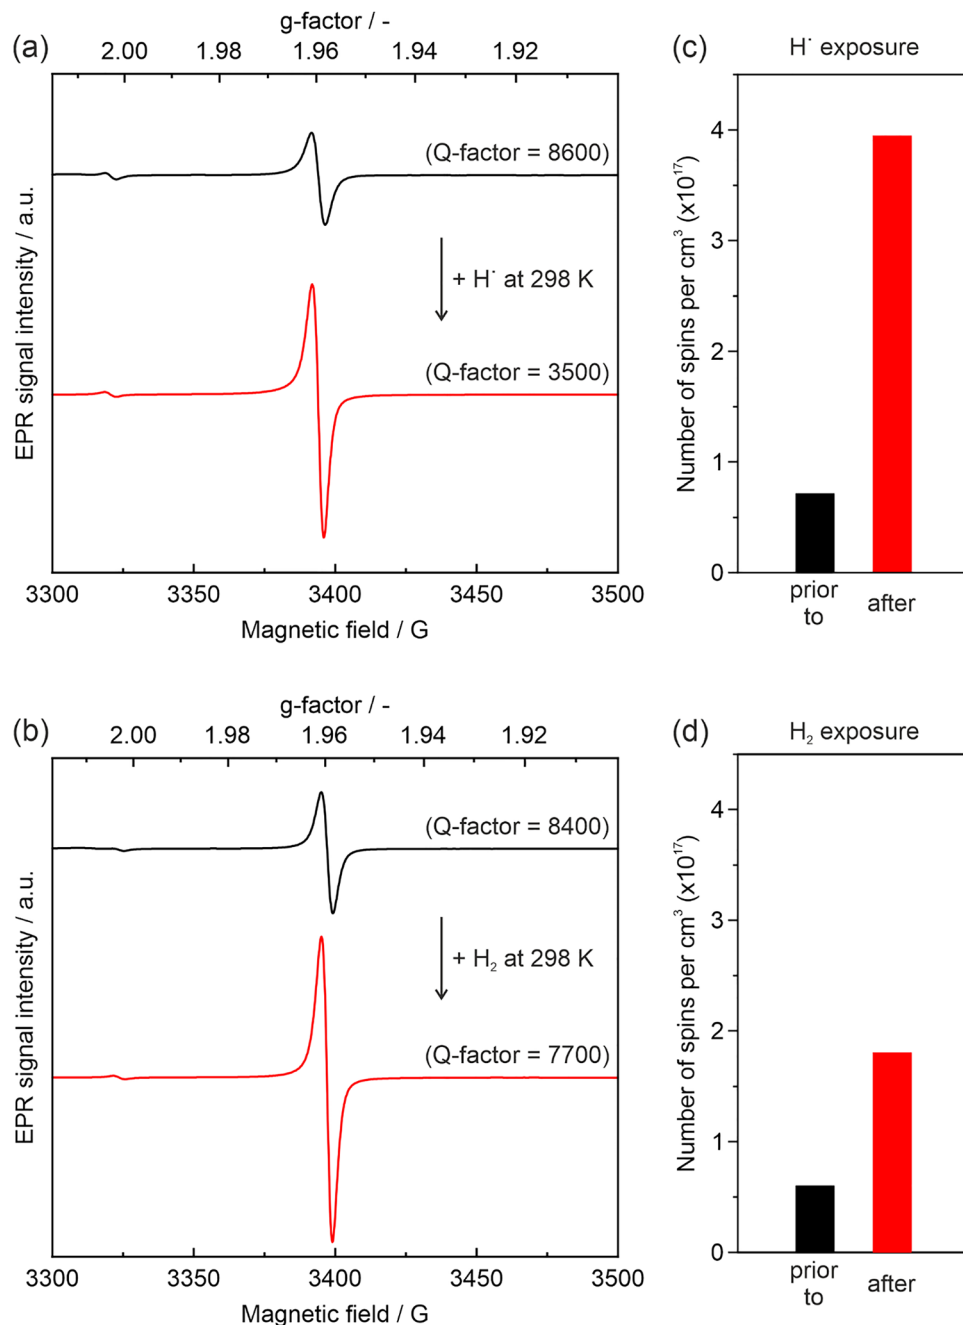 (a)
g-factor / -
2.00 1.98 1.96 1.94 1.92
(Q-factor = 8600)
+ H˙ at 298 K
(Q-factor = 3500)
EPR signal intensity / a.u.
3300 3350 3400 3450 3500
Magnetic field / G
(c)
H˙ exposure
Number of spins per cm³ (x10¹⁷)
4
3
2
1
0
prior
to
after
(b)
g-factor / -
2.00 1.98 1.96 1.94 1.92
(Q-factor = 8400)
+ H₂ at 298 K
(Q-factor = 7700)
EPR signal intensity / a.u.
3300 3350 3400 3450 3500
Magnetic field / G
(d)
H₂ exposure
Number of spins per cm³ (x10¹⁷)
4
3
2
1
0
prior
to
after